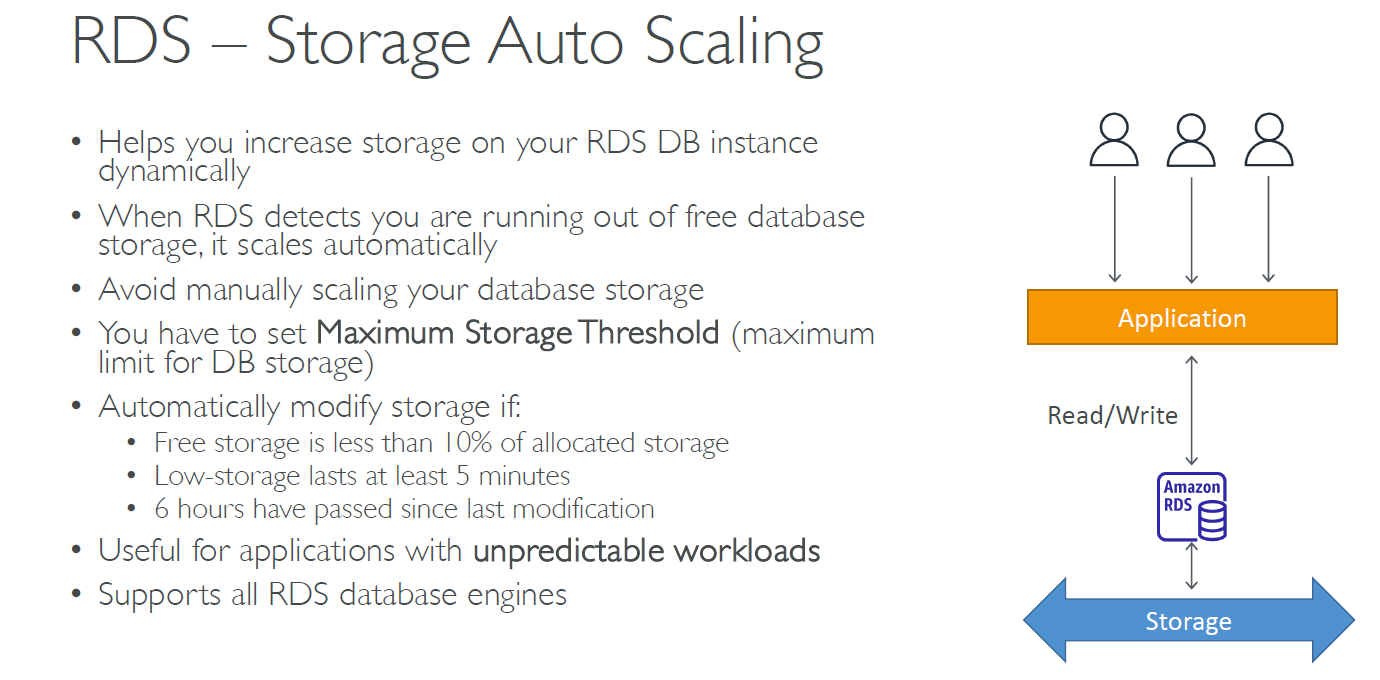 RDS – Storage Auto Scaling
• Helps you increase storage on your RDS DB instance
dynamically
• When RDS detects you are running out of free database
storage, it scales automatically
• Avoid manually scaling your database storage
• You have to set Maximum Storage Threshold (maximum
limit for DB storage)
• Automatically modify storage if:
• Free storage is less than 10% of allocated storage
• Low-storage lasts at least 5 minutes
• 6 hours have passed since last modification
• Useful for applications with unpredictable workloads
• Supports all RDS database engines
Application
Read/Write
Amazon
RDS
Storage